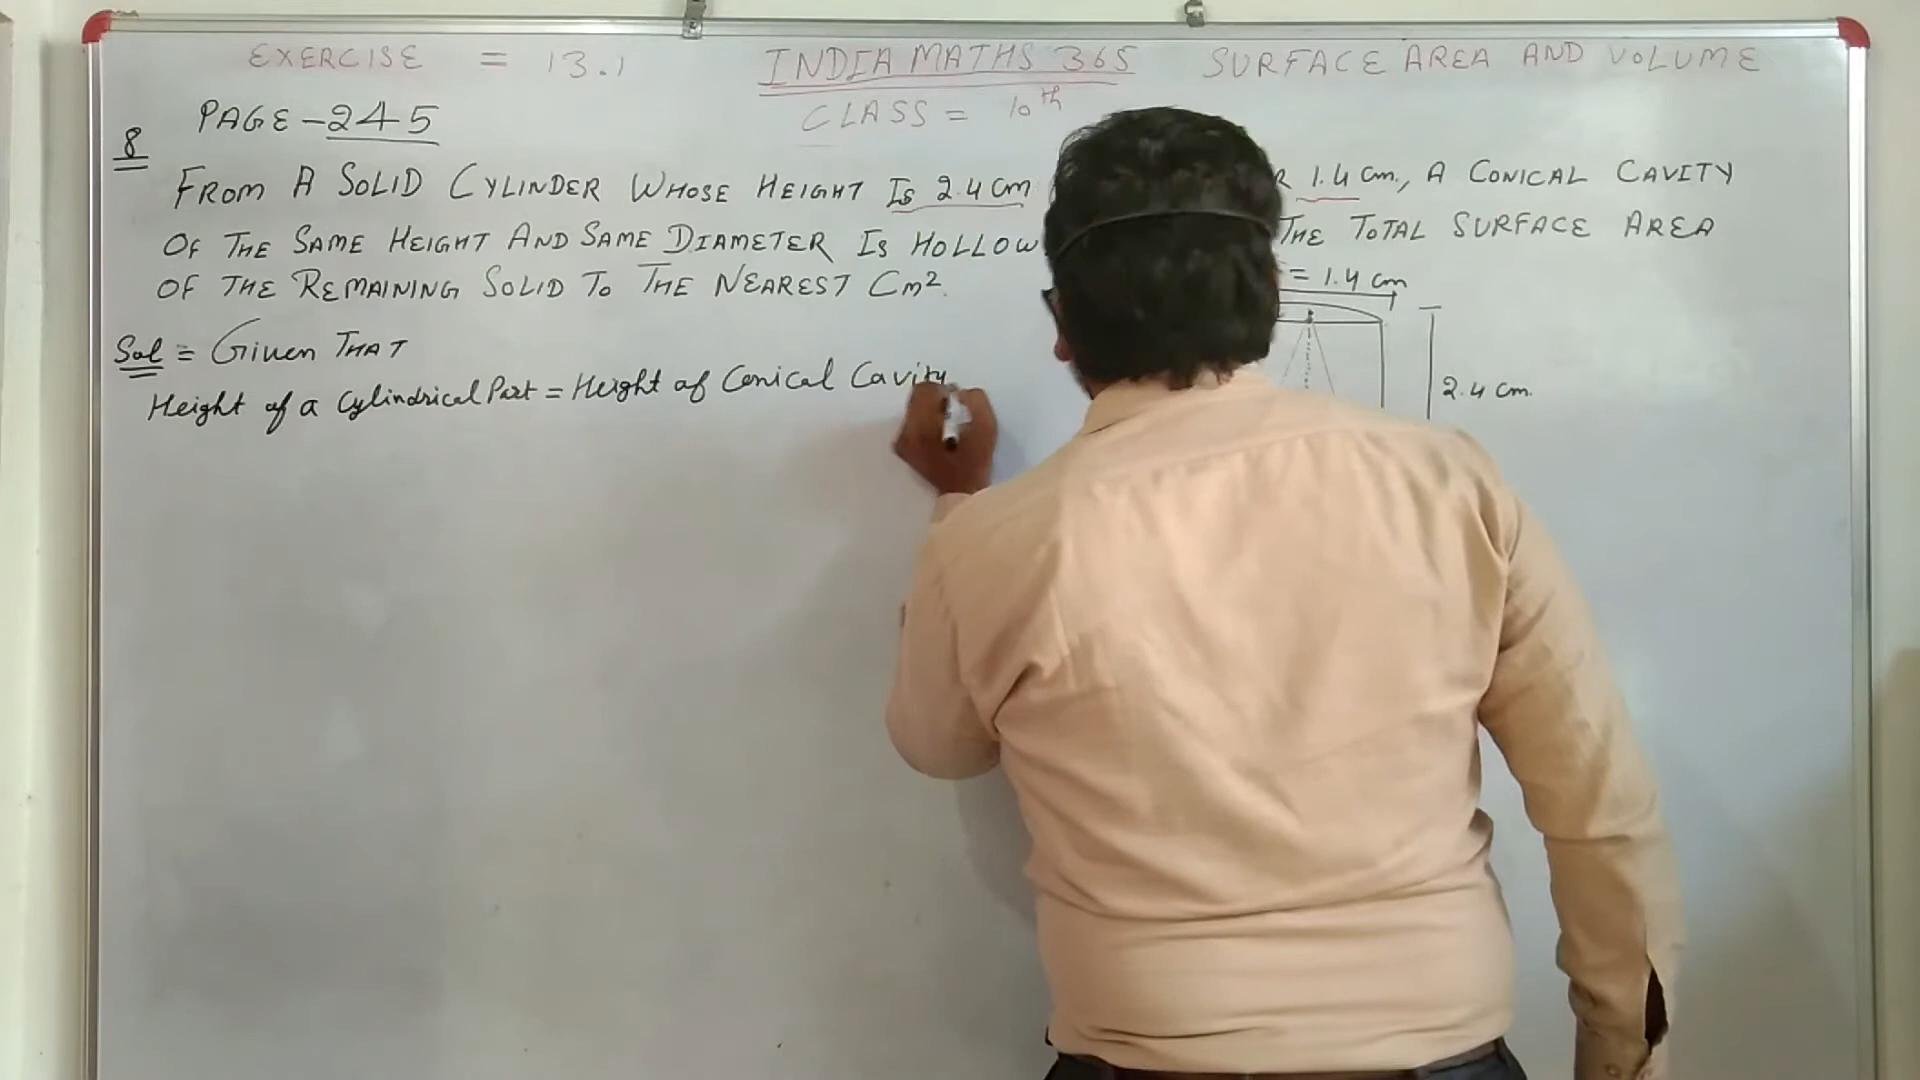 EXERCISE = 13.1 INDIA MATHS 365 SURFACE AREA AND VOLUME
PAGE-245 CLASS = 10th
8
FROM A SOLID CYLINDER WHOSE HEIGHT IS 2.4 cm 1.4 cm., A CONICAL CAVITY
OF THE SAME HEIGHT AND SAME DIAMETER IS HOLLOW THE TOTAL SURFACE AREA
OF THE REMAINING SOLID TO THE NEAREST Cm².
= 1.4 cm
Sol = Given THAT
Height of a Cylindrical Part = Height of Conical Cavity
2.4 cm.